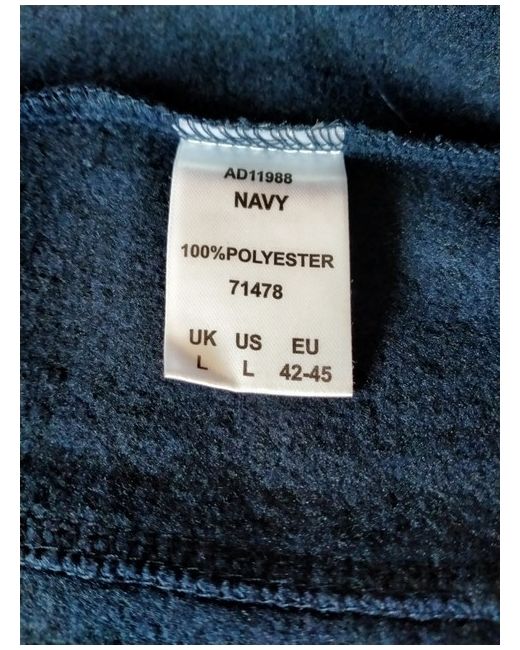 AD11988
NAVY
100%POLYESTER
71478
UK US EU
L L 42-45